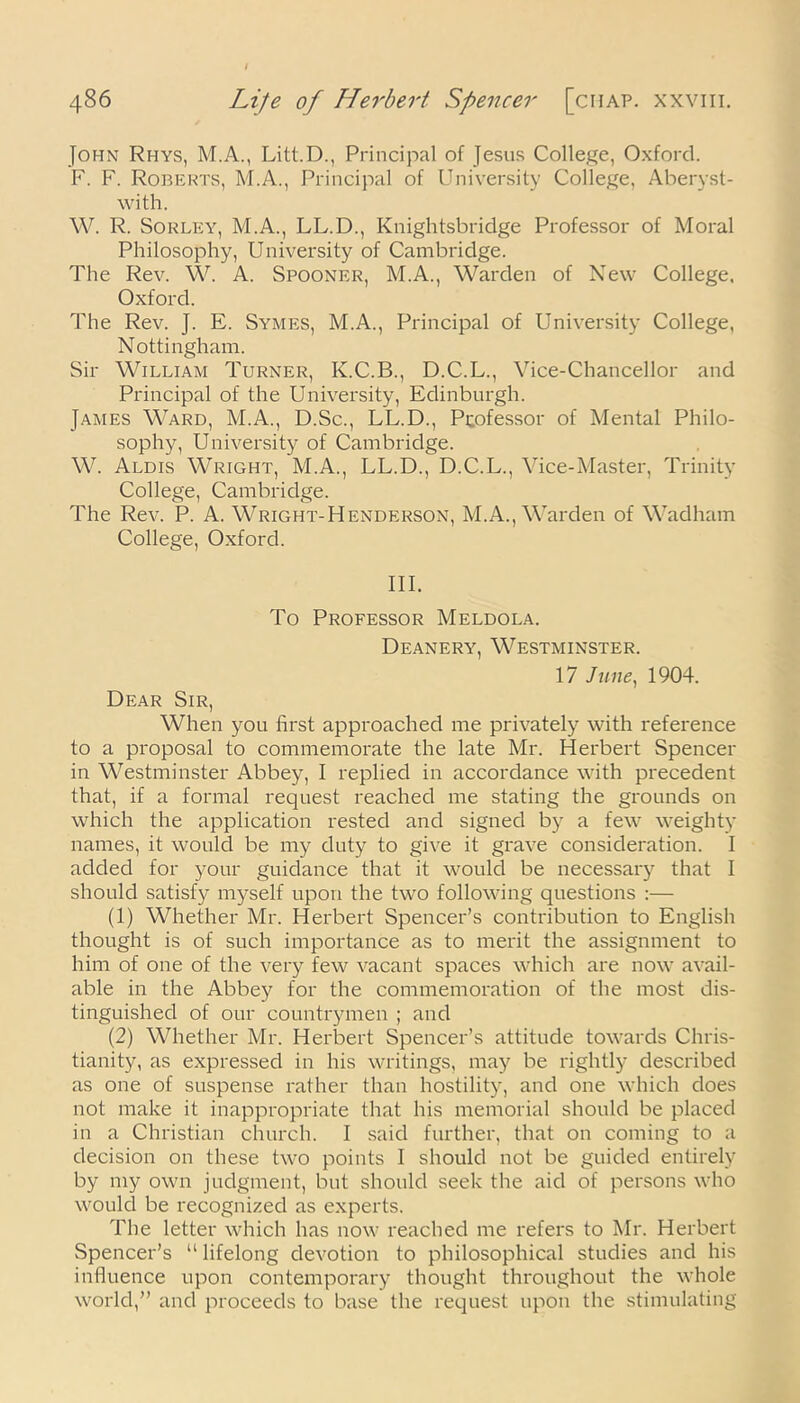 486 Life of Herbert Spencer [CHAP. XXVIII.
JOHN RHYS, M.A., Litt.D., Principal of Jesus College, Oxford.
F. F. ROBERTS, M.A., Principal of University College, Aberyst-
with.
W. R. SORLEY, M.A., LL.D., Knightsbridge Professor of Moral
Philosophy, University of Cambridge.
The Rev. W. A. SPOONER, M.A., Warden of New College,
Oxford.
The Rev. J. E. SYMES, M.A., Principal of University College,
Nottingham.
Sir WILLIAM TURNER, K.C.B., D.C.L., Vice-Chancellor and
Principal of the University, Edinburgh.
JAMES WARD, M.A., D.Sc., LL.D., Professor of Mental Philo-
sophy, University of Cambridge.
W. ALDIS WRIGHT, M.A., LL.D., D.C.L., Vice-Master, Trinity
College, Cambridge.
The Rev. P. A. WRIGHT-HENDERSON, M.A., Warden of Wadham
College, Oxford.
III.
TO PROFESSOR MELDOLA.
DEANERY, WESTMINSTER.
17 June, 1904.
DEAR SIR,
When you first approached me privately with reference
to a proposal to commemorate the late Mr. Herbert Spencer
in Westminster Abbey, I replied in accordance with precedent
that, if a formal request reached me stating the grounds on
which the application rested and signed by a few weighty
names, it would be my duty to give it grave consideration. I
added for your guidance that it would be necessary that I
should satisfy myself upon the two following questions :—
(1) Whether Mr. Herbert Spencer's contribution to English
thought is of such importance as to merit the assignment to
him of one of the very few vacant spaces which are now avail-
able in the Abbey for the commemoration of the most dis-
tinguished of our countrymen ; and
(2) Whether Mr. Herbert Spencer's attitude towards Chris-
tianity, as expressed in his writings, may be rightly described
as one of suspense rather than hostility, and one which does
not make it inappropriate that his memorial should be placed
in a Christian church. I said further, that on coming to a
decision on these two points I should not be guided entirely
by my own judgment, but should seek the aid of persons who
would be recognized as experts.
The letter which has now reached me refers to Mr. Herbert
Spencer's "lifelong devotion to philosophical studies and his
influence upon contemporary thought throughout the whole
world," and proceeds to base the request upon the stimulating